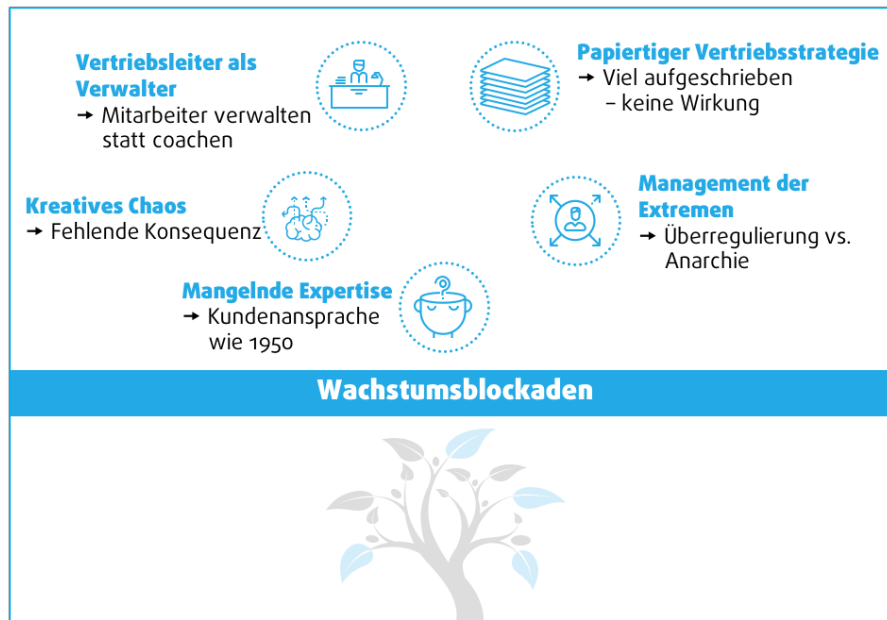 Vertriebsleiter als
Verwalter
→ Mitarbeiter verwalten
statt coachen
Papiertiger Vertriebsstrategie
→ Viel aufgeschrieben
– keine Wirkung
Kreatives Chaos
→ Fehlende Konsequenz
Management der
Extremen
→ Überregulierung vs.
Anarchie
Mangelnde Expertise
→ Kundenansprache
wie 1950
Wachstumsblockaden